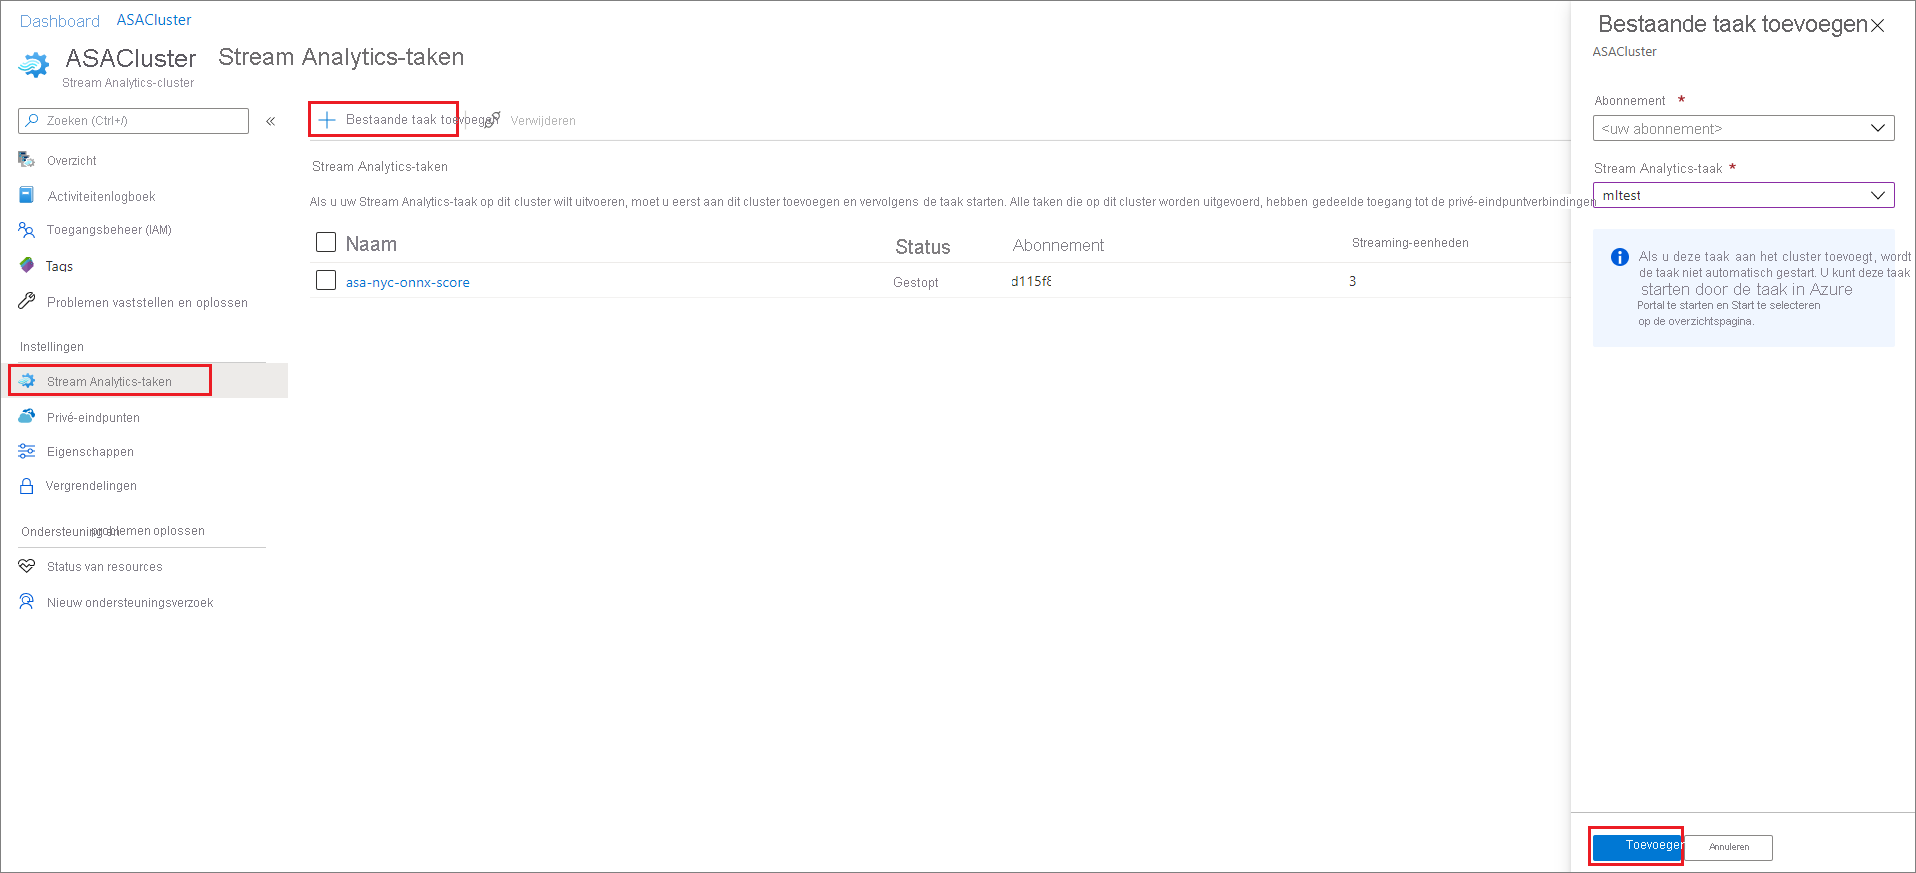 Dashboard ASACluster
ASACluster Stream Analytics-taken
Stream Analytics-cluster
Zoeken (Ctrl+/)
«
Overzicht
Activiteitenlogboek
Toegangsbeheer (IAM)
Tags
Problemen vaststellen en oplossen
Instellingen
Stream Analytics-taken
Privé-eindpunten
Eigenschappen
Vergrendelingen
Ondersteuning en problemen oplossen
Status van resources
Nieuw ondersteuningsverzoek
Bestaande taak toevoegen Verwijderen
Stream Analytics-taken
Als u uw Stream Analytics-taak op dit cluster wilt uitvoeren, moet u eerst aan dit cluster toevoegen en vervolgens de taak starten. Alle taken die op dit cluster worden uitgevoerd, hebben gedeelde toegang tot de privé-eindpuntverbindingen
Naam Status Abonnement Streaming-eenheden
asa-nyc-onnx-score Gestopt d115f8 3
Bestaande taak toevoegen
ASACluster
Abonnement *
<uw abonnement>
Stream Analytics-taak *
mltest
Als u deze taak aan het cluster toevoegt, wordt
de taak niet automatisch gestart. U kunt deze taak
starten door de taak in Azure
Portal te starten en Start te selecteren
op de overzichtspagina.
Toevoegen Annuleren